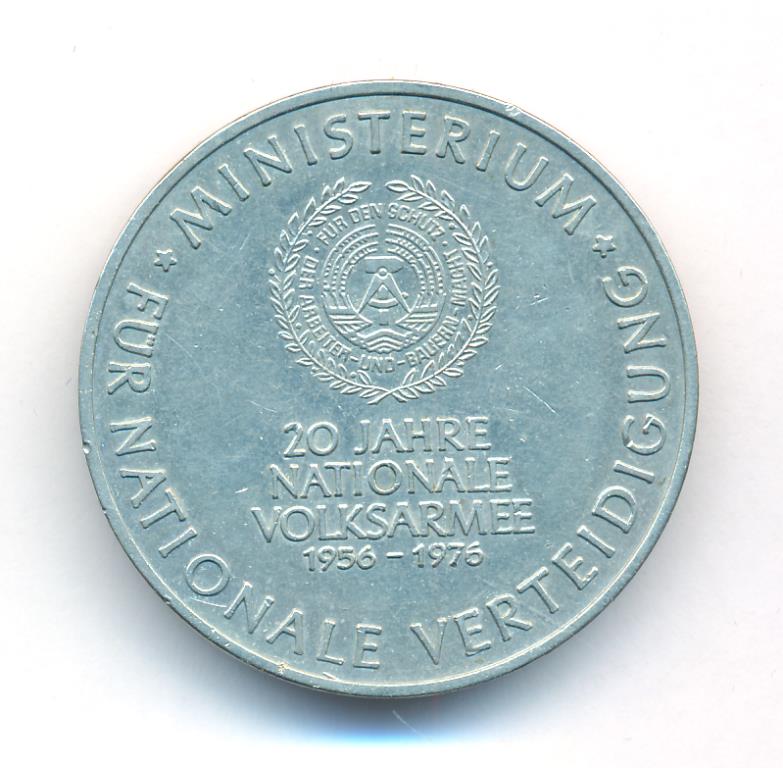 * MINISTERIUM *
FÜR NATIONALE VERTEIDIGUNG
· FÜR DEN SCHUTZ ·
DER ARBEITER-UND-BAUERN-MACHT
20 JAHRE
NATIONALE
VOLKSARMEE
1956 - 1976